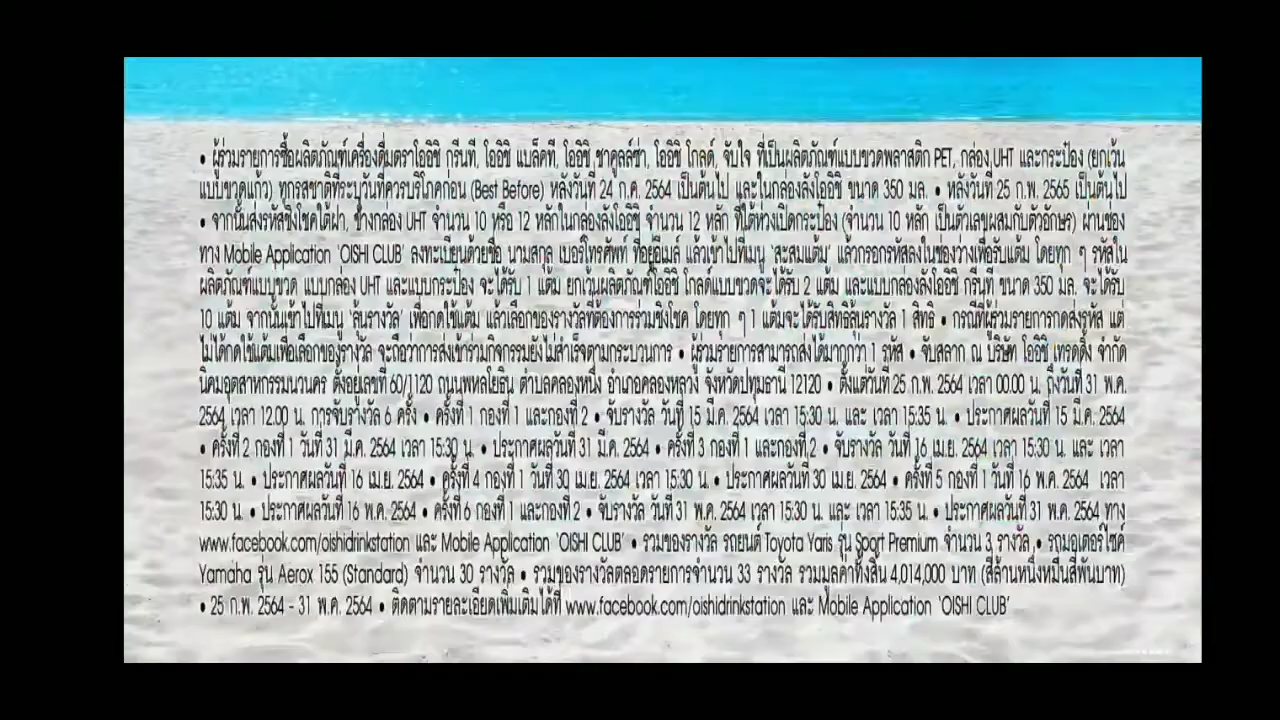 • ผู้ร่วมรายการซื้อผลิตภัณฑ์เครื่องดื่มตราโออิชิ กรีนที, โออิชิ แบล็คที, โออิชิ ชาคูลล์ซ่า, โออิชิ โกลด์, จับใจ ที่เป็นผลิตภัณฑ์แบบขวดพลาสติก PET, กล่อง UHT และกระป๋อง (ยกเว้น
แบบขวดแก้ว) ทุกรสชาติที่ระบุวันที่ควรบริโภคก่อน (Best Before) หลังวันที่ 24 ก.ค. 2564 เป็นต้นไป และในกล่องลังโออิชิ ขนาด 350 มล. • หลังวันที่ 25 ก.พ. 2565 เป็นต้นไป
• จากนั้นส่งรหัสชิงโชคใต้ฝา, ข้างกล่อง UHT จำนวน 10 หรือ 12 หลักในกล่องลังโออิชิ จำนวน 12 หลัก ที่ใต้ห่วงเปิดกระป๋อง (จำนวน 10 หลัก เป็นตัวเลขผสมกับตัวอักษร) ผ่านช่อง
ทาง Mobile Application 'OISHI CLUB' ลงทะเบียนด้วยชื่อ นามสกุล เบอร์โทรศัพท์ ที่อยู่อีเมล์ แล้วเข้าไปที่เมนู 'สะสมแต้ม' แล้วกรอกรหัสลงในช่องว่างเพื่อรับแต้ม โดยทุก ๆ รหัสใน
ผลิตภัณฑ์แบบขวด แบบกล่อง UHT และแบบกระป๋อง จะได้รับ 1 แต้ม ยกเว้นผลิตภัณฑ์โออิชิ โกลด์แบบขวดจะได้รับ 2 แต้ม และแบบกล่องลังโออิชิ กรีนที ขนาด 350 มล. จะได้รับ
10 แต้ม จากนั้นเข้าไปที่เมนู 'ลุ้นรางวัล' เพื่อกดใช้แต้ม แล้วเลือกของรางวัลที่ต้องการร่วมชิงโชค โดยทุก ๆ 1 แต้มจะได้รับสิทธิ์ลุ้นรางวัล 1 สิทธิ์ • กรณีที่ผู้ร่วมรายการกดส่งรหัส แต่
ไม่ได้กดใช้แต้มเพื่อเลือกของรางวัล จะถือว่าการส่งเข้าร่วมกิจกรรมยังไม่สำเร็จตามกระบวนการ • ผู้ร่วมรายการสามารถส่งได้มากกว่า 1 รหัส • จับสลาก ณ บริษัท โออิชิ เทรดดิ้ง จำกัด
นิคมอุตสาหกรรมนวนคร ตั้งอยู่เลขที่ 60/1120 ถนนพหลโยธิน ตำบลคลองหนึ่ง อำเภอคลองหลวง จังหวัดปทุมธานี 12120 • ตั้งแต่วันที่ 25 ก.พ. 2564 เวลา 00.00 น. ถึงวันที่ 31 พ.ค.
2564 เวลา 12.00 น. การจับรางวัล 6 ครั้ง • ครั้งที่ 1 กองที่ 1 และกองที่ 2 • จับรางวัล วันที่ 15 มี.ค. 2564 เวลา 15:30 น. และ เวลา 15:35 น. • ประกาศผลวันที่ 15 มี.ค. 2564
• ครั้งที่ 2 กองที่ 1 วันที่ 31 มี.ค. 2564 เวลา 15:30 น. • ประกาศผลวันที่ 31 มี.ค. 2564 • ครั้งที่ 3 กองที่ 1 และกองที่ 2 • จับรางวัล วันที่ 16 เม.ย. 2564 เวลา 15:30 น. และ เวลา
15:35 น. • ประกาศผลวันที่ 16 เม.ย. 2564 • ครั้งที่ 4 กองที่ 1 วันที่ 30 เม.ย. 2564 เวลา 15:30 น. • ประกาศผลวันที่ 30 เม.ย. 2564 • ครั้งที่ 5 กองที่ 1 วันที่ 16 พ.ค. 2564 เวลา
15:30 น. • ประกาศผลวันที่ 16 พ.ค. 2564 • ครั้งที่ 6 กองที่ 1 และกองที่ 2 • จับรางวัล วันที่ 31 พ.ค. 2564 เวลา 15:30 น. และ เวลา 15:35 น. • ประกาศผลวันที่ 31 พ.ค. 2564 ทาง
www.facebook.com/oishidrinkstation และ Mobile Application 'OISHI CLUB' • รวมของรางวัล รถยนต์ Toyota Yaris รุ่น Sport Premium จำนวน 3 รางวัล • รถมอเตอร์ไซค์
Yamaha รุ่น Aerox 155 (Standard) จำนวน 30 รางวัล • รวมของรางวัลตลอดรายการจำนวน 33 รางวัล รวมมูลค่าทั้งสิ้น 4,014,000 บาท (สี่ล้านหนึ่งหมื่นสี่พันบาท)
• 25 ก.พ. 2564 - 31 พ.ค. 2564 • ติดตามรายละเอียดเพิ่มเติมได้ที่ www.facebook.com/oishidrinkstation และ Mobile Application 'OISHI CLUB'